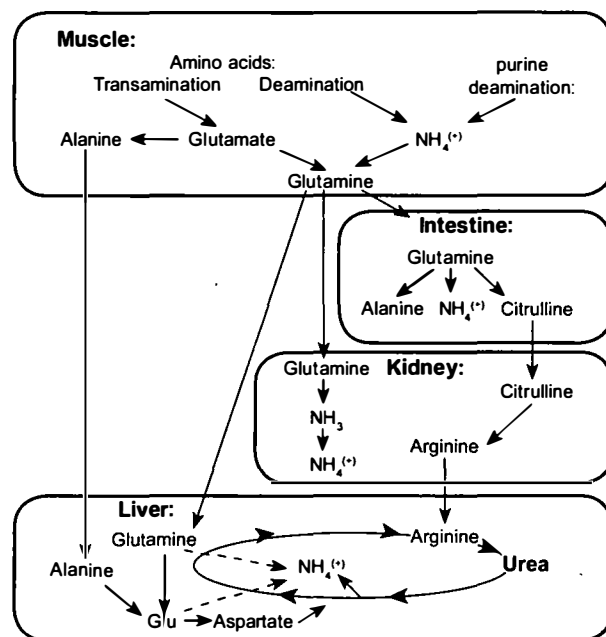 Muscle:
Amino acids:
Transamination Deamination
purine
deamination:
Alanine Glutamate NH₄⁽⁺⁾
Glutamine
Intestine:
Glutamine
Alanine NH₄⁽⁺⁾ Citrulline
Glutamine Kidney:
Citrulline
NH₃
Arginine
NH₄⁽⁺⁾
Liver:
Glutamine Arginine
Alanine NH₄⁽⁺⁾ Urea
Glu Aspartate